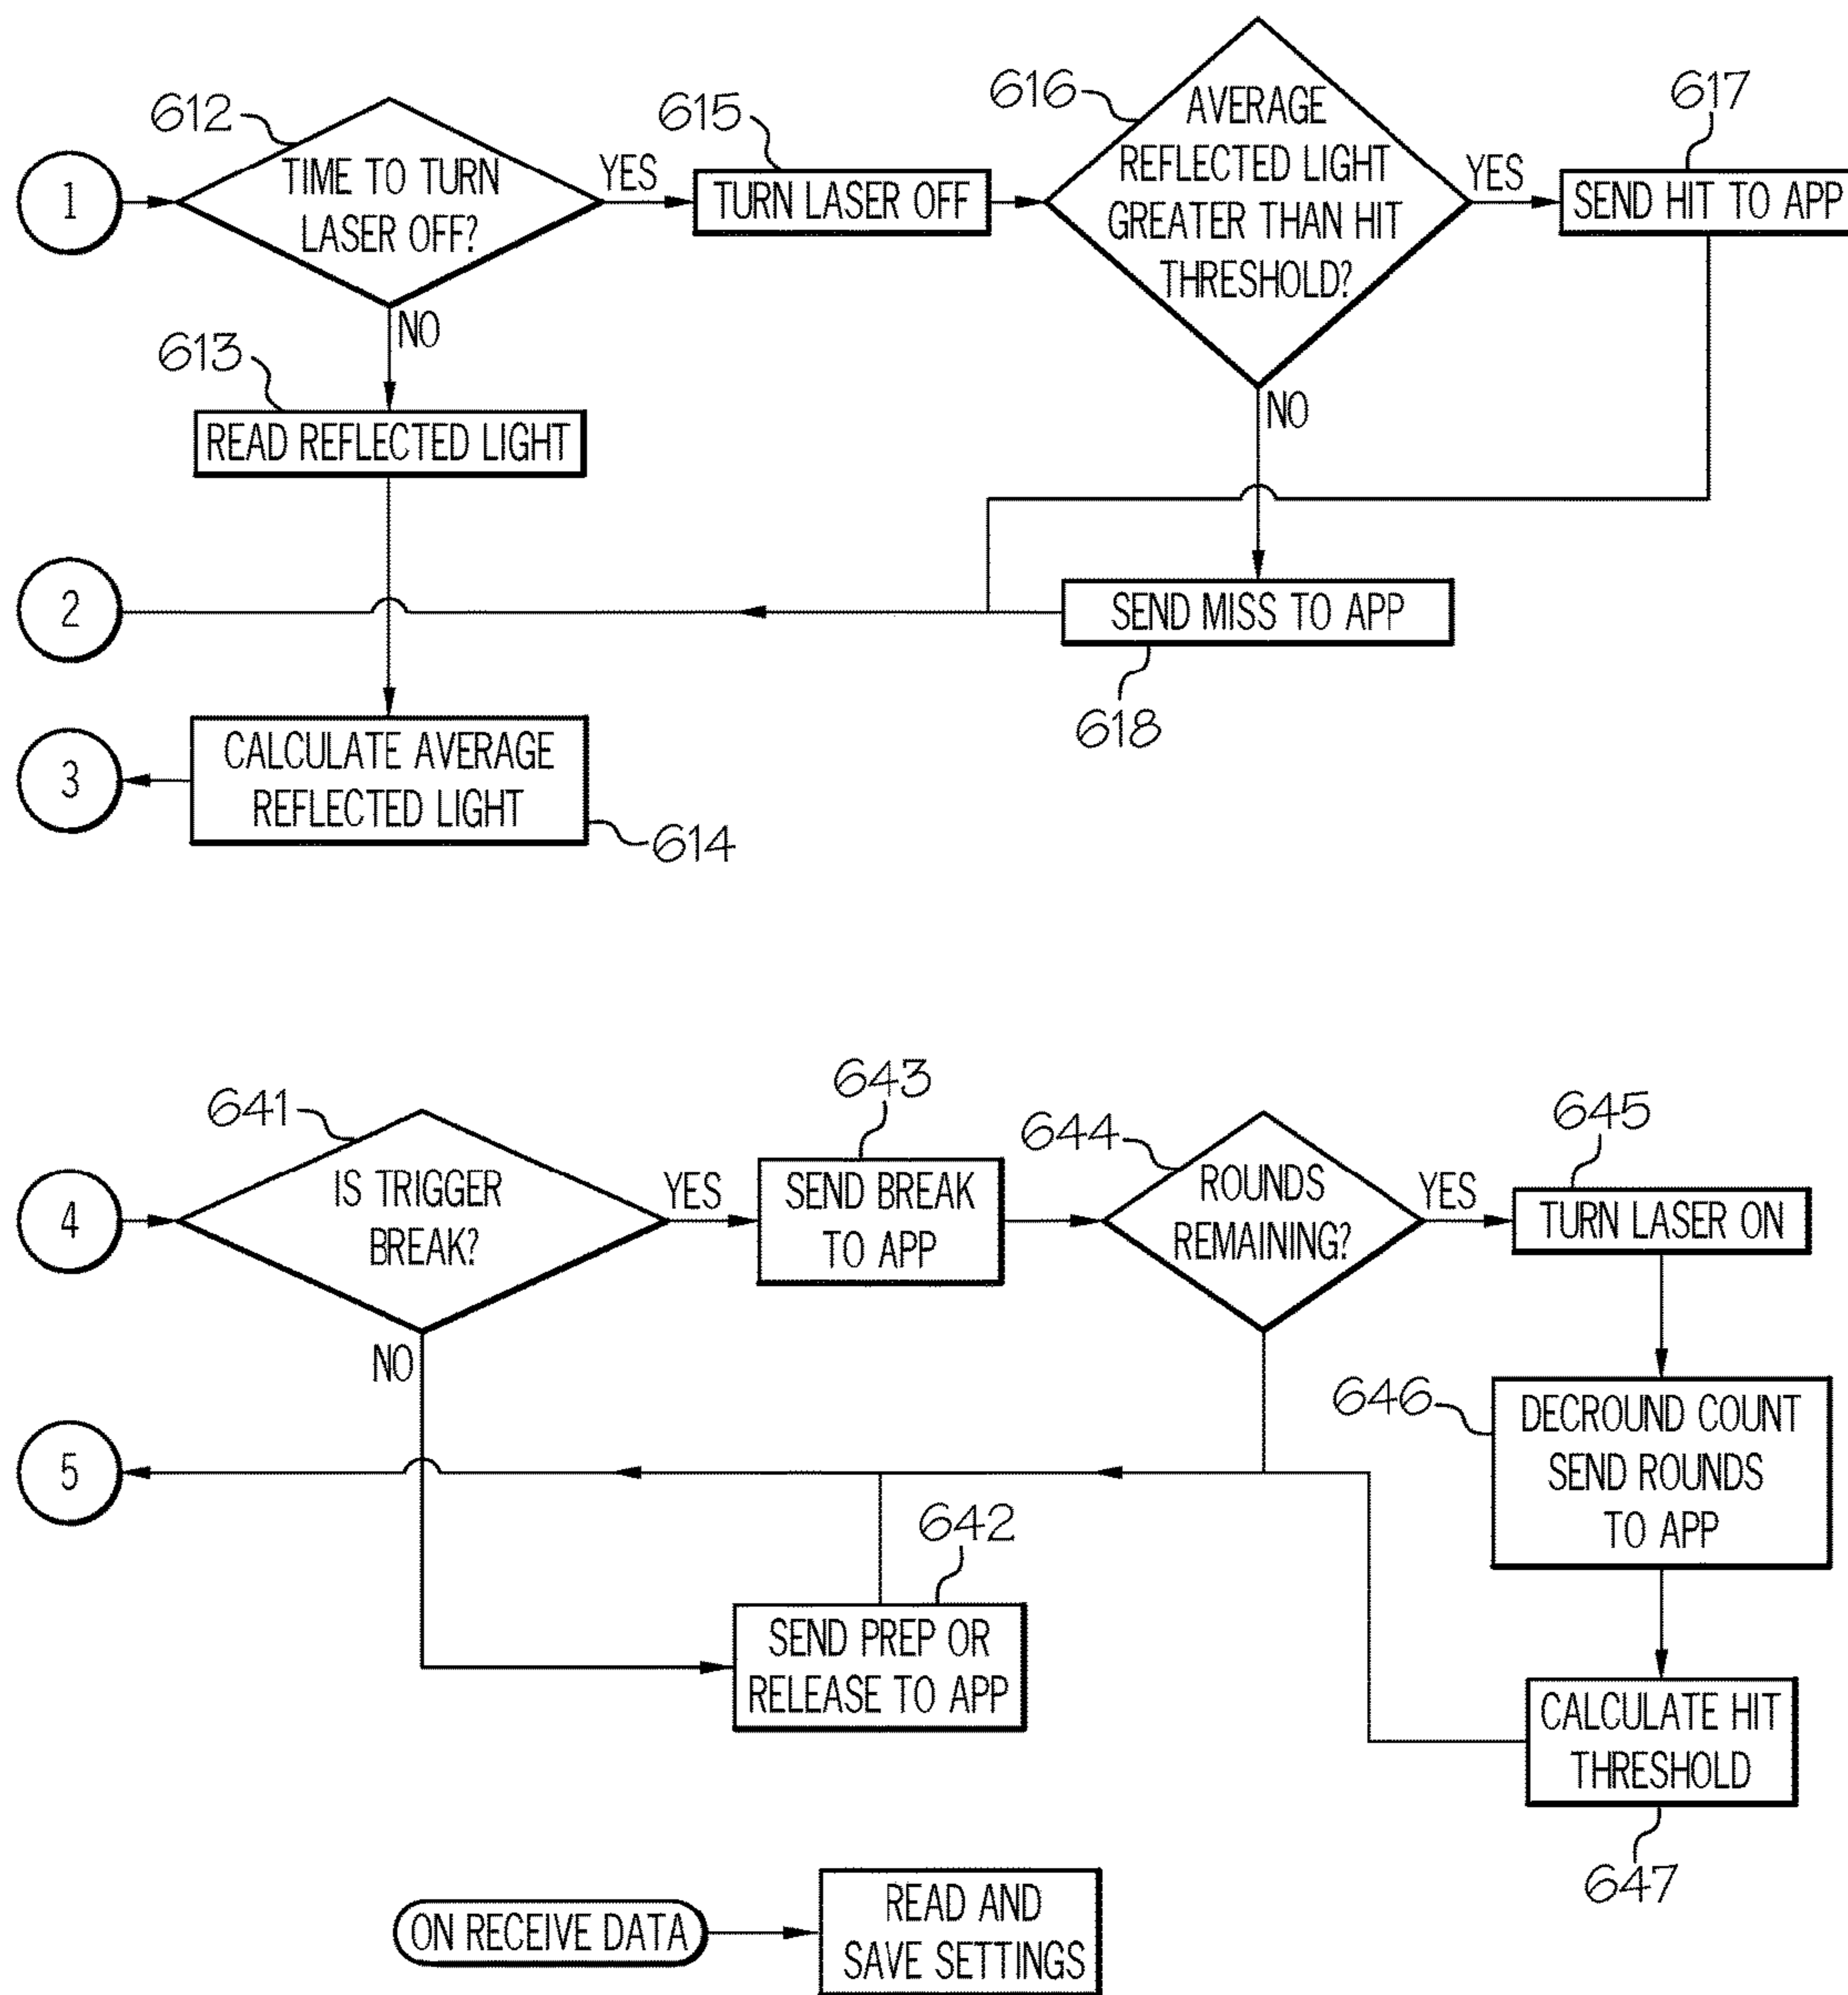 612
615
616
617
1
TIME TO TURN
LASER OFF?
YES
TURN LASER OFF
AVERAGE
REFLECTED LIGHT
GREATER THAN HIT
THRESHOLD?
YES
SEND HIT TO APP
NO
613
READ REFLECTED LIGHT
NO
2
SEND MISS TO APP
618
3
CALCULATE AVERAGE
REFLECTED LIGHT
614
641
643
644
645
4
IS TRIGGER
BREAK?
YES
SEND BREAK
TO APP
ROUNDS
REMAINING?
YES
TURN LASER ON
NO
646
DECROUND COUNT
SEND ROUNDS
TO APP
5
642
SEND PREP OR
RELEASE TO APP
CALCULATE HIT
THRESHOLD
647
ON RECEIVE DATA
READ AND
SAVE SETTINGS